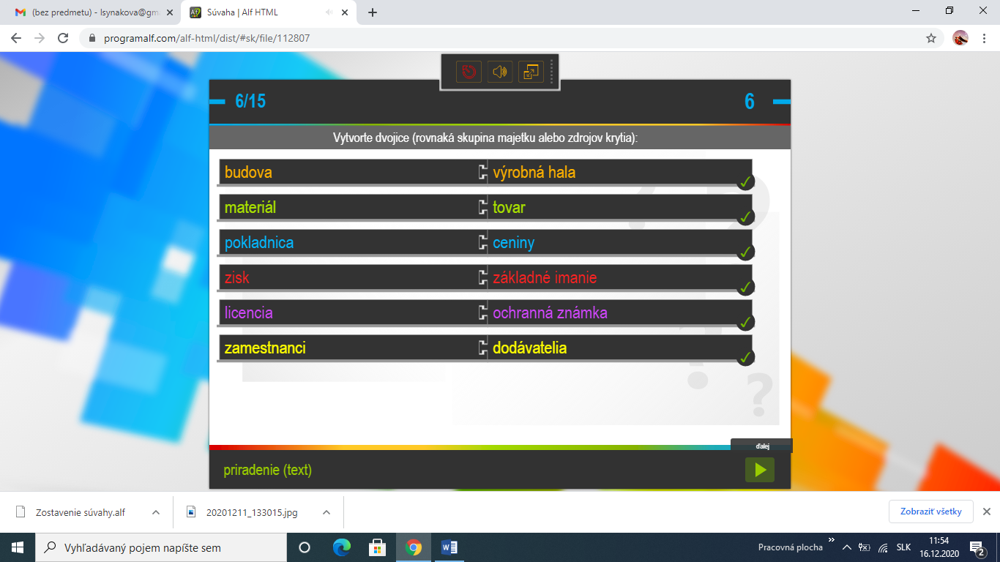 (bez predmetu) - lsynakova@gm
Súvaha | Alf HTML
programalf.com/alf-html/dist/#sk/file/112807
6/15
6
Vytvorte dvojice (rovnaká skupina majetku alebo zdrojov krytia):
budova výrobná hala
materiál tovar
pokladnica ceniny
zisk základné imanie
licencia ochranná známka
zamestnanci dodávatelia
ďalej
priradenie (text)
Zostavenie súvahy.alf
20201211_133015.jpg
Zobraziť všetky
Vyhľadávaný pojem napíšte sem
Pracovná plocha
SLK
11:54
16.12.2020
2